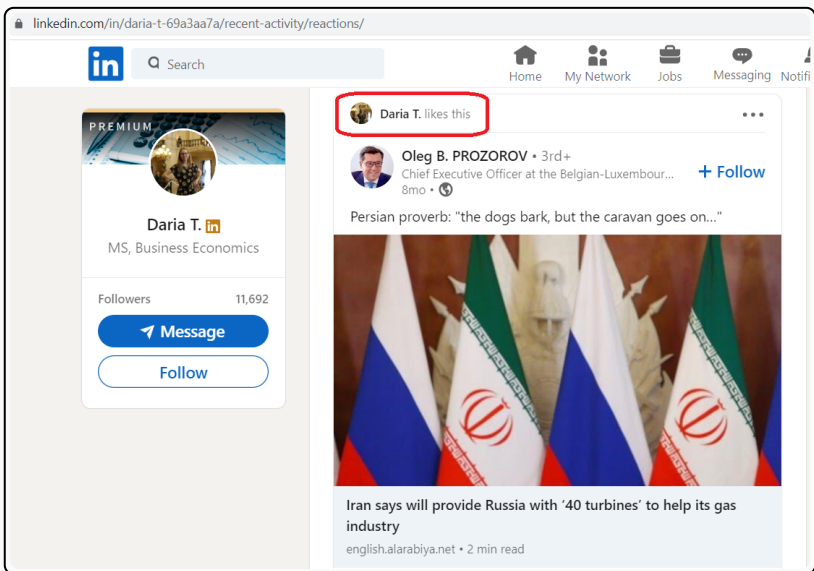 linkedin.com/in/daria-t-69a3aa7a/recent-activity/reactions/
in
Search
Home
My Network
Jobs
Messaging
Notifi
PREMIUM
Daria T. in
MS, Business Economics
Followers 11,692
Message
Follow
Daria T. likes this
Oleg B. PROZOROV • 3rd+
Chief Executive Officer at the Belgian-Luxembour...
8mo •
+ Follow
Persian proverb: "the dogs bark, but the caravan goes on..."
Iran says will provide Russia with ‘40 turbines’ to help its gas
industry
english.alarabiya.net • 2 min read